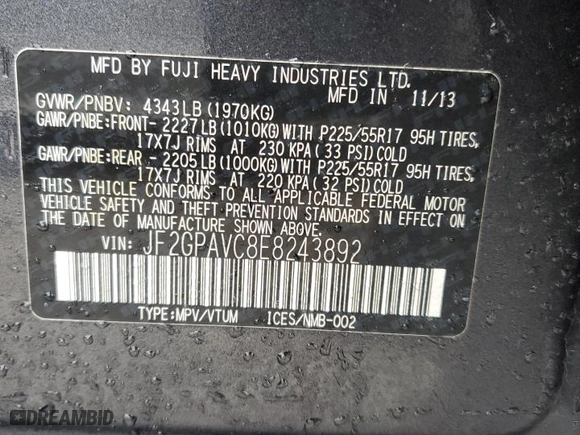 MFD BY FUJI HEAVY INDUSTRIES LTD.
MFD IN 11/13
GVWR/PNBV: 4343LB(1970KG)
GAWR/PNBE:FRONT-2227LB(1010KG)WITH P225/55R17 95H TIRES,
17X7J RIMS AT 230 KPA(33 PSI)COLD
GAWR/PNBE:REAR -2205LB(1000KG)WITH P225/55R17 95H TIRES,
17X7J RIMS AT 220 KPA(32 PSI)COLD
THIS VEHICLE CONFORMS TO ALL APPLICABLE FEDERAL MOTOR
VEHICLE SAFETY AND THEFT PREVENTION STANDARDS IN EFFECT ON
THE DATE OF MANUFACTURE SHOWN ABOVE.
VIN: JF2GPAVC8E8243892
TYPE:MPV/VTUM ICES/NMB-002
DREAMBID